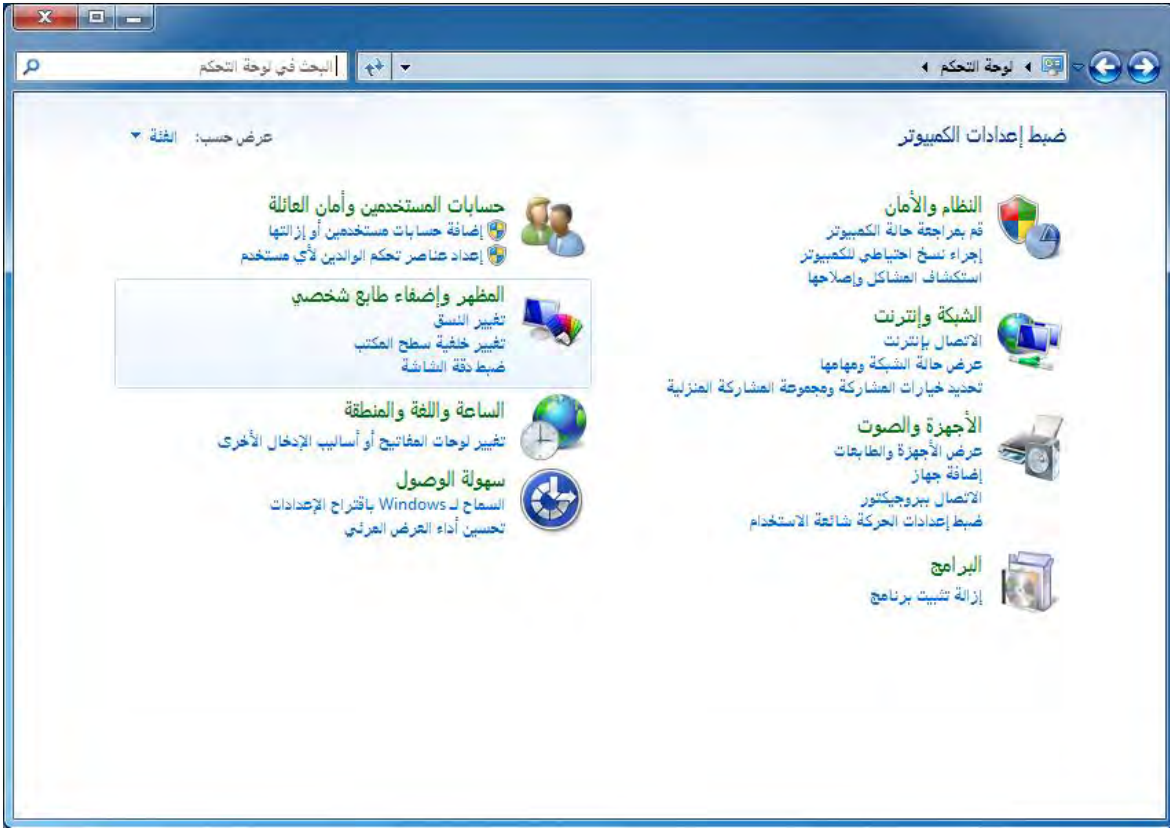 لوحة التحكم
البحث في لوحة التحكم
ضبط إعدادات الكمبيوتر
عرض حسب: الفئة
النظام والأمان
قم بمراجعة حالة الكمبيوتر
إجراء نسخ احتياطي للكمبيوتر
استكشاف المشاكل وإصلاحها
الشبكة وإنترنت
الاتصال بإنترنت
عرض حالة الشبكة ومهامها
تحديد خيارات المشاركة ومجموعة المشاركة المنزلية
الأجهزة والصوت
عرض الأجهزة والطابعات
إضافة جهاز
الاتصال ببروجيكتور
ضبط إعدادات الحركة شائعة الاستخدام
البرامج
إزالة تثبيت برنامج
حسابات المستخدمين وأمان العائلة
إضافة حسابات مستخدمين أو إزالتها
إعداد عناصر تحكم الوالدين لأي مستخدم
المظهر وإضفاء طابع شخصي
تغيير النسق
تغيير خلفية سطح المكتب
ضبط دقة الشاشة
الساعة واللغة والمنطقة
تغيير لوحات المفاتيح أو أساليب الإدخال الأخرى
سهولة الوصول
السماح لـ Windows باقتراح الإعدادات
تحسين أداء العرض المرئي